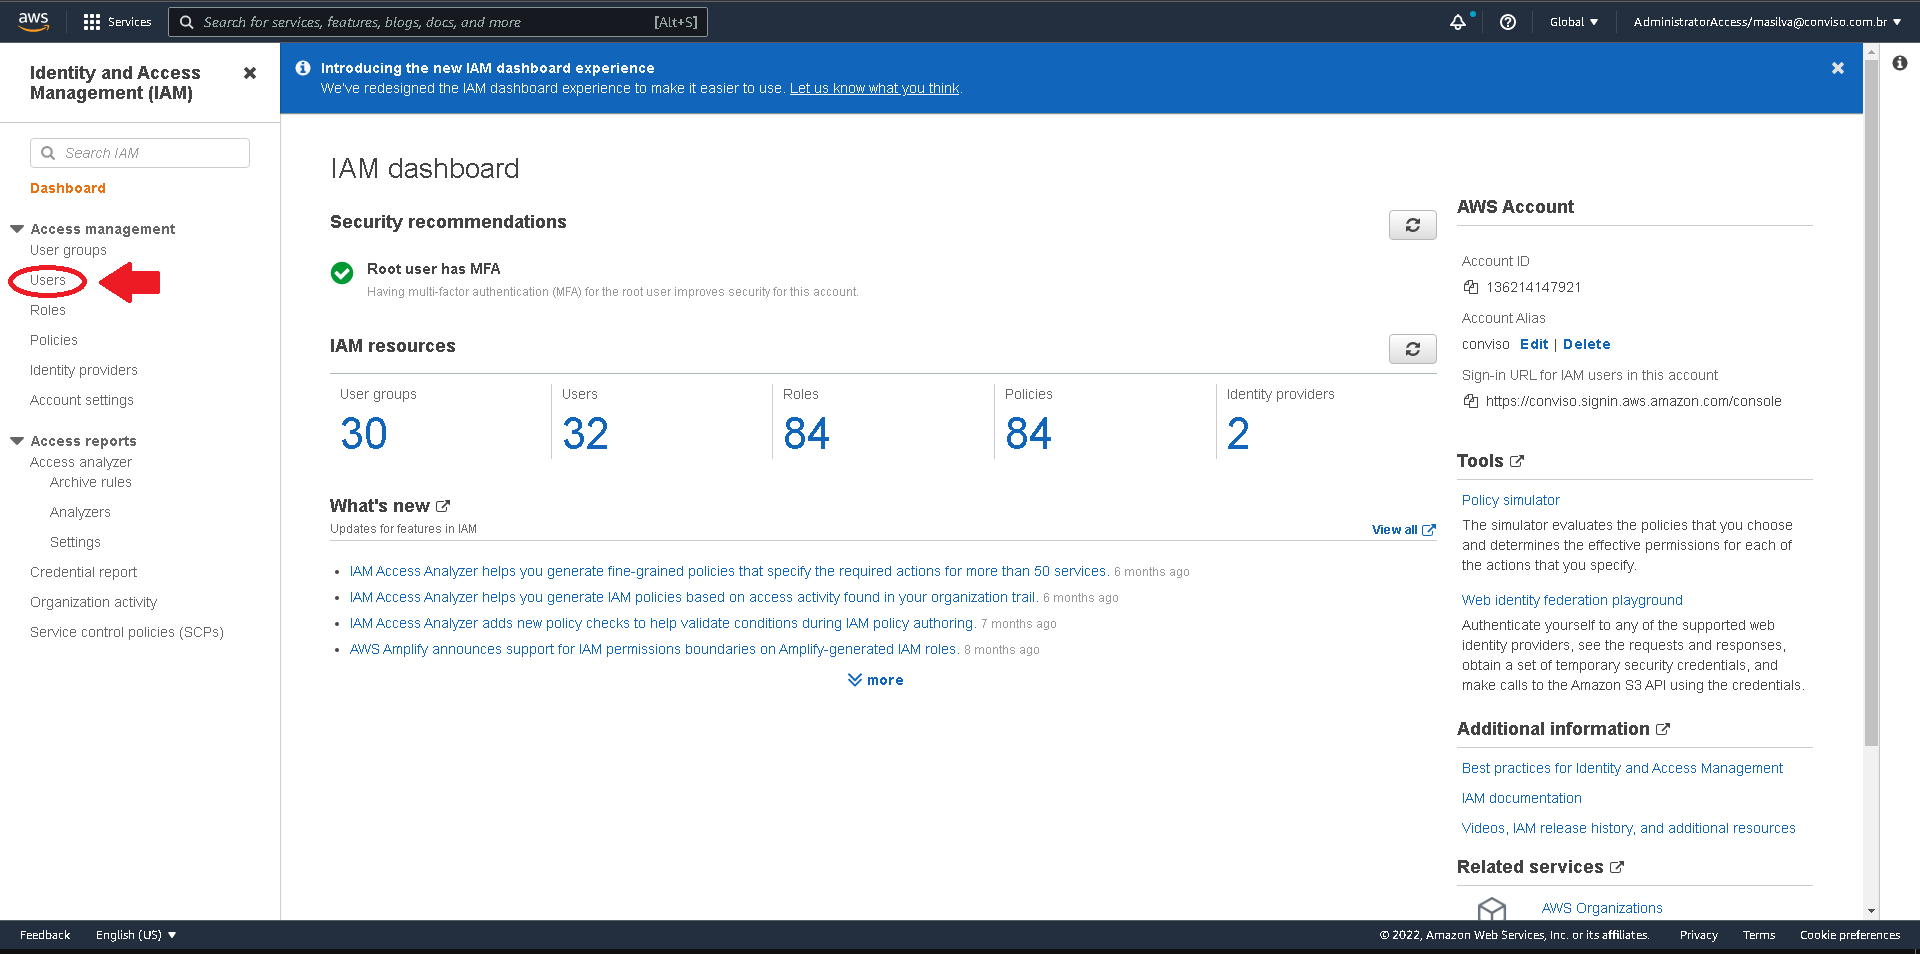 aws
Services
Search for services, features, blogs, docs, and more
[Alt+S]
Global
AdministratorAccess/masilva@conviso.com.br
Identity and Access
Management (IAM)
Search IAM
Dashboard
Access management
User groups
Users
Roles
Policies
Identity providers
Account settings
Access reports
Access analyzer
Archive rules
Analyzers
Settings
Credential report
Organization activity
Service control policies (SCPs)
Introducing the new IAM dashboard experience
We've redesigned the IAM dashboard experience to make it easier to use. Let us know what you think.
IAM dashboard
Security recommendations
Root user has MFA
Having multi-factor authentication (MFA) for the root user improves security for this account.
IAM resources
User groups
30
Users
32
Roles
84
Policies
84
Identity providers
2
What's new
Updates for features in IAM
View all
IAM Access Analyzer helps you generate fine-grained policies that specify the required actions for more than 50 services. 6 months ago
IAM Access Analyzer helps you generate IAM policies based on access activity found in your organization trail. 6 months ago
IAM Access Analyzer adds new policy checks to help validate conditions during IAM policy authoring. 7 months ago
AWS Amplify announces support for IAM permissions boundaries on Amplify-generated IAM roles. 8 months ago
more
AWS Account
Account ID
136214147921
Account Alias
conviso Edit | Delete
Sign-in URL for IAM users in this account
https://conviso.signin.aws.amazon.com/console
Tools
Policy simulator
The simulator evaluates the policies that you choose
and determines the effective permissions for each of
the actions that you specify.
Web identity federation playground
Authenticate yourself to any of the supported web
identity providers, see the requests and responses,
obtain a set of temporary security credentials, and
make calls to the Amazon S3 API using the credentials.
Additional information
Best practices for Identity and Access Management
IAM documentation
Videos, IAM release history, and additional resources
Related services
AWS Organizations
Feedback
English (US)
© 2022, Amazon Web Services, Inc. or its affiliates.
Privacy
Terms
Cookie preferences